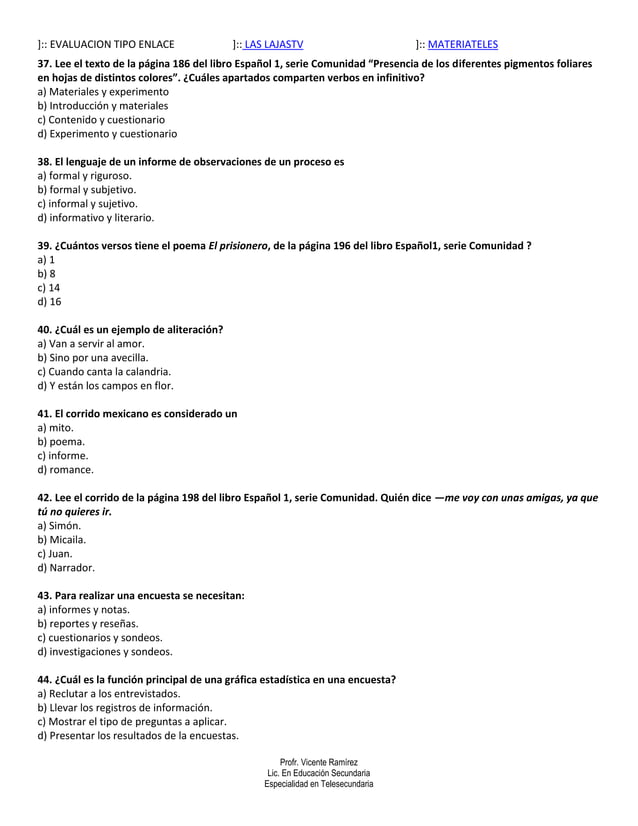 ]:: EVALUACION TIPO ENLACE ]:: LAS LAJASTV ]:: MATERIATELES
37. Lee el texto de la página 186 del libro Español 1, serie Comunidad “Presencia de los diferentes pigmentos foliares
en hojas de distintos colores”. ¿Cuáles apartados comparten verbos en infinitivo?
a) Materiales y experimento
b) Introducción y materiales
c) Contenido y cuestionario
d) Experimento y cuestionario
38. El lenguaje de un informe de observaciones de un proceso es
a) formal y riguroso.
b) formal y subjetivo.
c) informal y sujetivo.
d) informativo y literario.
39. ¿Cuántos versos tiene el poema El prisionero, de la página 196 del libro Español1, serie Comunidad ?
a) 1
b) 8
c) 14
d) 16
40. ¿Cuál es un ejemplo de aliteración?
a) Van a servir al amor.
b) Sino por una avecilla.
c) Cuando canta la calandria.
d) Y están los campos en flor.
41. El corrido mexicano es considerado un
a) mito.
b) poema.
c) informe.
d) romance.
42. Lee el corrido de la página 198 del libro Español 1, serie Comunidad. Quién dice —me voy con unas amigas, ya que
tú no quieres ir.
a) Simón.
b) Micaila.
c) Juan.
d) Narrador.
43. Para realizar una encuesta se necesitan:
a) informes y notas.
b) reportes y reseñas.
c) cuestionarios y sondeos.
d) investigaciones y sondeos.
44. ¿Cuál es la función principal de una gráfica estadística en una encuesta?
a) Reclutar a los entrevistados.
b) Llevar los registros de información.
c) Mostrar el tipo de preguntas a aplicar.
d) Presentar los resultados de la encuestas.
Profr. Vicente Ramírez
Lic. En Educación Secundaria
Especialidad en Telesecundaria